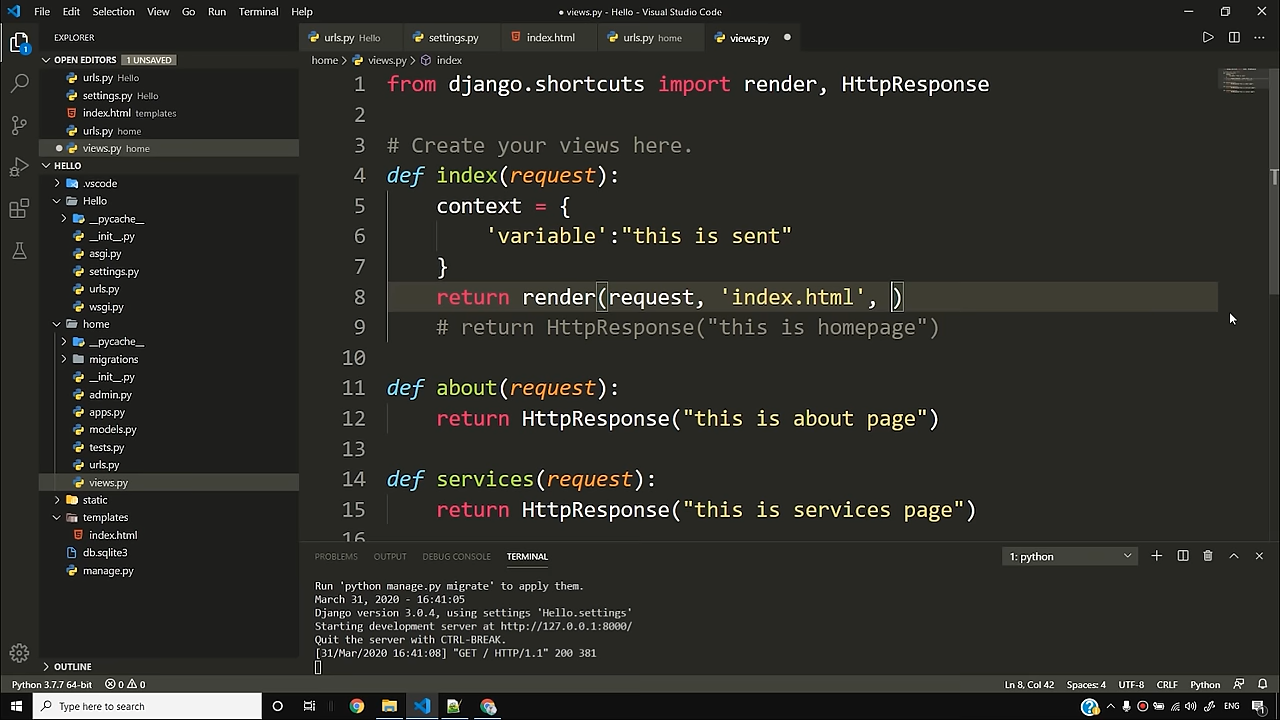 File Edit Selection View Go Run Terminal Help
● views.py - Hello - Visual Studio Code
EXPLORER
OPEN EDITORS 1 UNSAVED
urls.py Hello
settings.py Hello
index.html templates
urls.py home
views.py home
HELLO
.vscode
Hello
__pycache__
__init__.py
asgi.py
settings.py
urls.py
wsgi.py
home
__pycache__
migrations
__init__.py
admin.py
apps.py
models.py
tests.py
urls.py
views.py
static
templates
index.html
db.sqlite3
manage.py
OUTLINE
urls.py Hello settings.py index.html urls.py home views.py
home > views.py > index
1 from django.shortcuts import render, HttpResponse
2
3 # Create your views here.
4 def index(request):
5 context = {
6 'variable':"this is sent"
7 }
8 return render(request, 'index.html', )
9 # return HttpResponse("this is homepage")
10
11 def about(request):
12 return HttpResponse("this is about page")
13
14 def services(request):
15 return HttpResponse("this is services page")
16
PROBLEMS OUTPUT DEBUG CONSOLE TERMINAL
1: python
Run 'python manage.py migrate' to apply them.
March 31, 2020 - 16:41:05
Django version 3.0.4, using settings 'Hello.settings'
Starting development server at http://127.0.0.1:8000/
Quit the server with CTRL-BREAK.
[31/Mar/2020 16:41:08] "GET / HTTP/1.1" 200 381
Python 3.7.7 64-bit 0 0
Ln 8, Col 42 Spaces: 4 UTF-8 CRLF Python
Type here to search
ENG